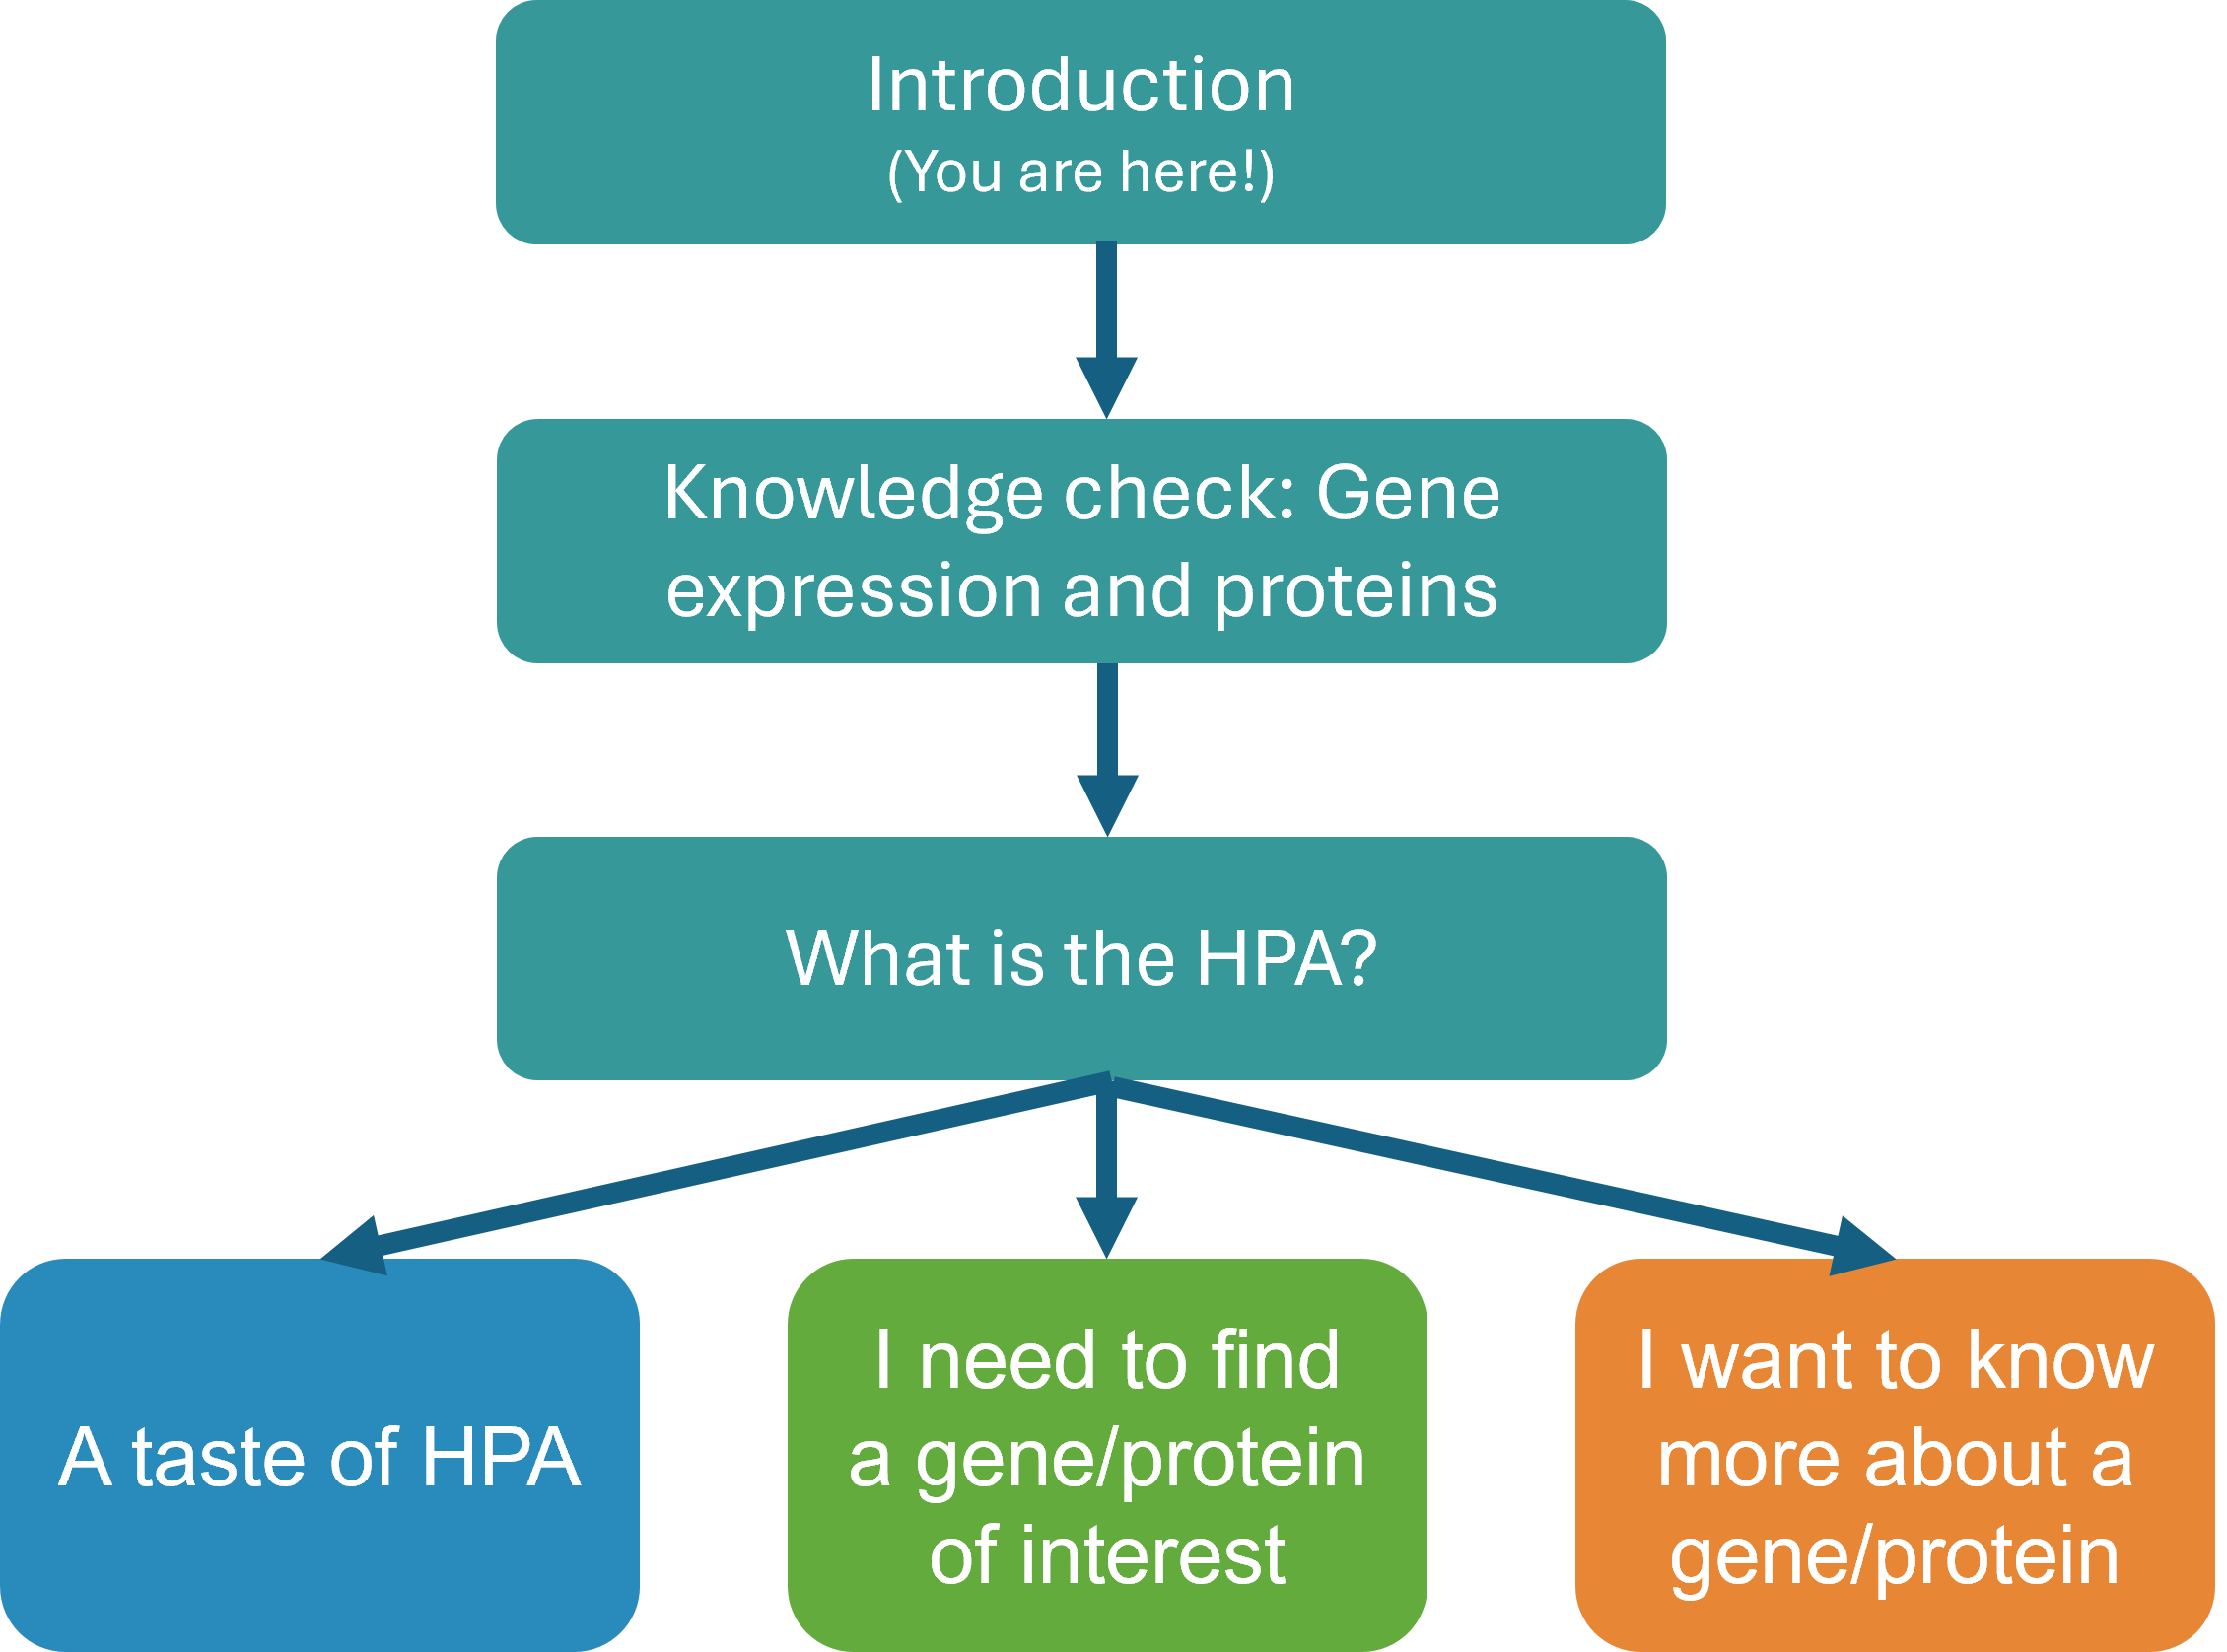 Introduction
(You are here!)
Knowledge check: Gene
expression and proteins
What is the HPA?
A taste of HPA
I need to find
a gene/protein
of interest
I want to know
more about a
gene/protein